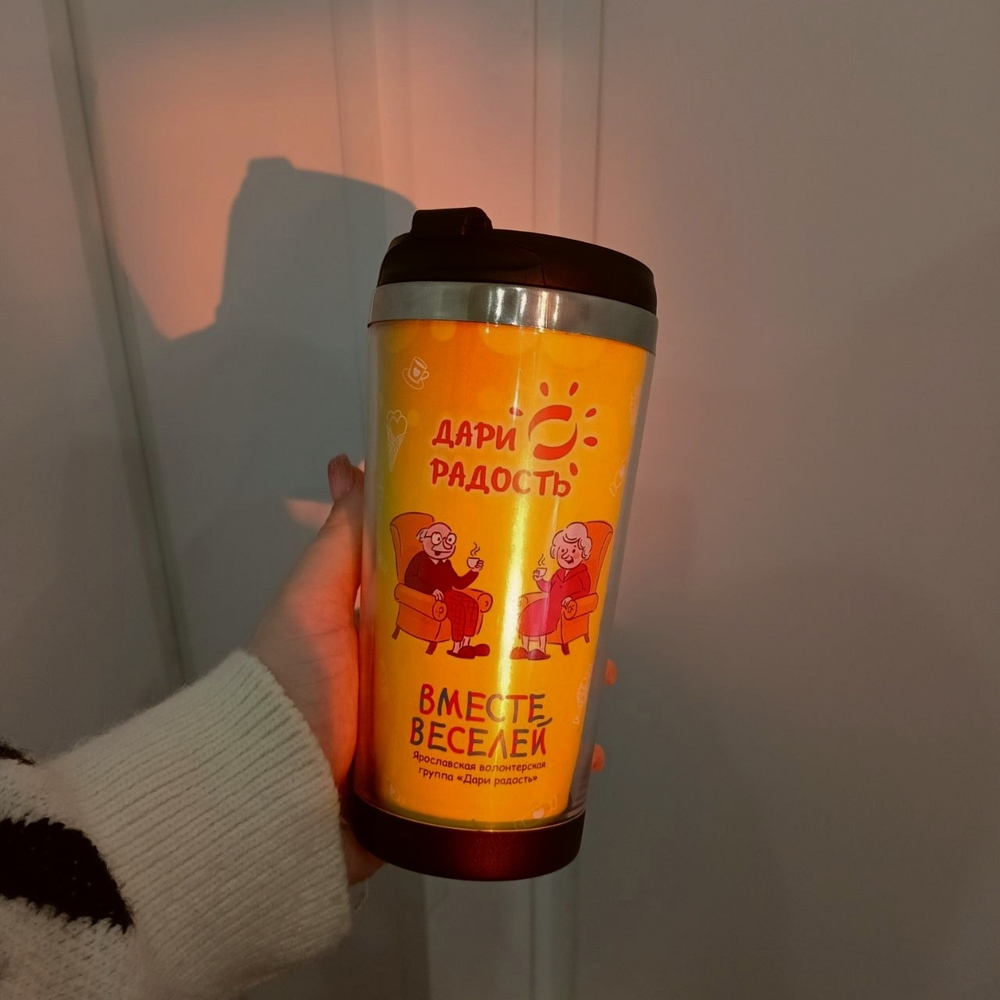 ДАРИ
РАДОСТЬ
ВМЕСТЕ
ВЕСЕЛЕЙ
Ярославская волонтерская
группа «Дари радость»